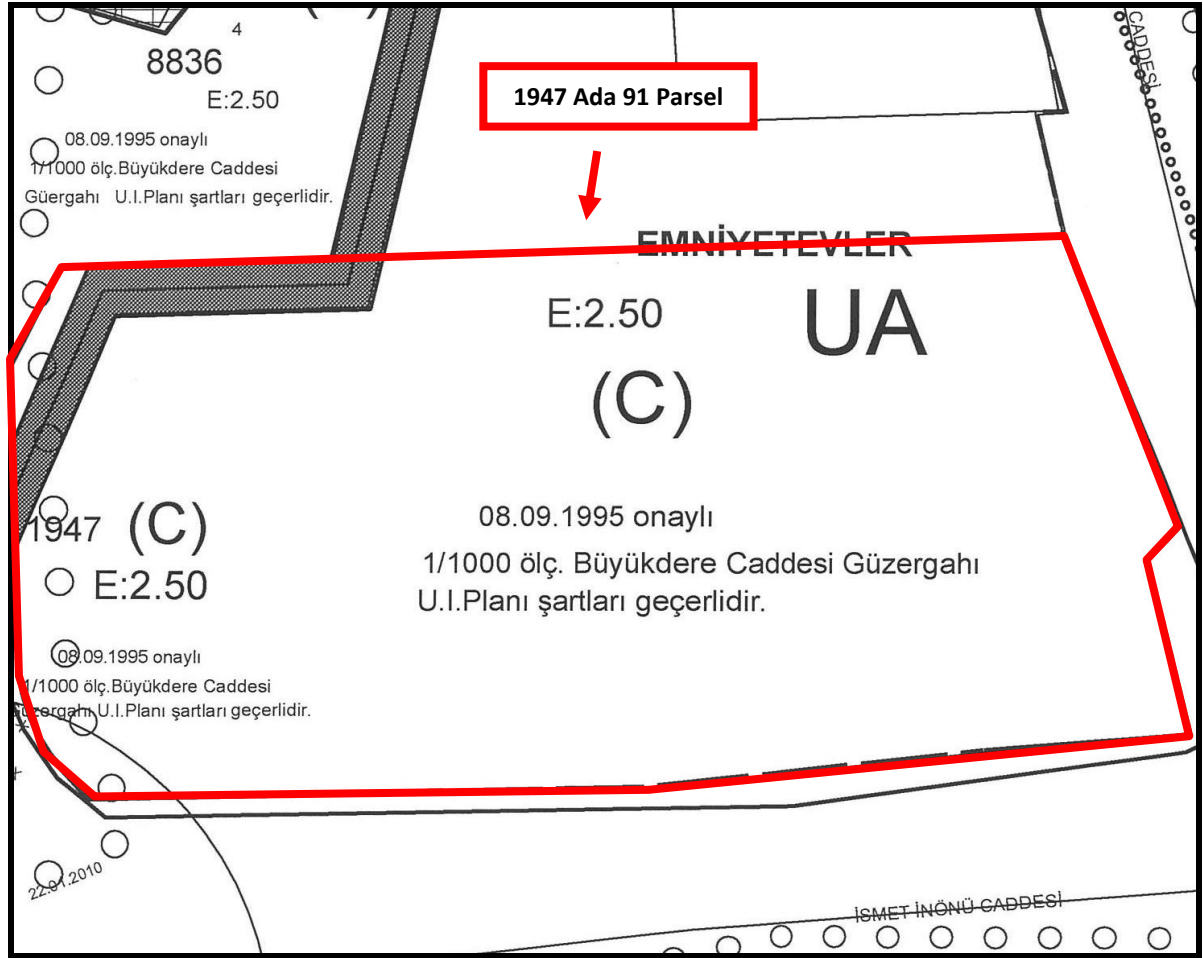 4
8836
E:2.50
08.09.1995 onaylı
1/1000 ölç.Büyükdere Caddesi
Güergahı U.I.Planı şartları geçerlidir.
1947 Ada 91 Parsel
CADDESİ
EMNİYETEVLER
E:2.50
UA
(C)
08.09.1995 onaylı
1/1000 ölç. Büyükdere Caddesi Güzergahı
U.I.Planı şartları geçerlidir.
1947 (C)
E:2.50
08.09.1995 onaylı
1/1000 ölç.Büyükdere Caddesi
Güzergahı U.I.Planı şartları geçerlidir.
22.01.2010
İSMET İNÖNÜ CADDESİ